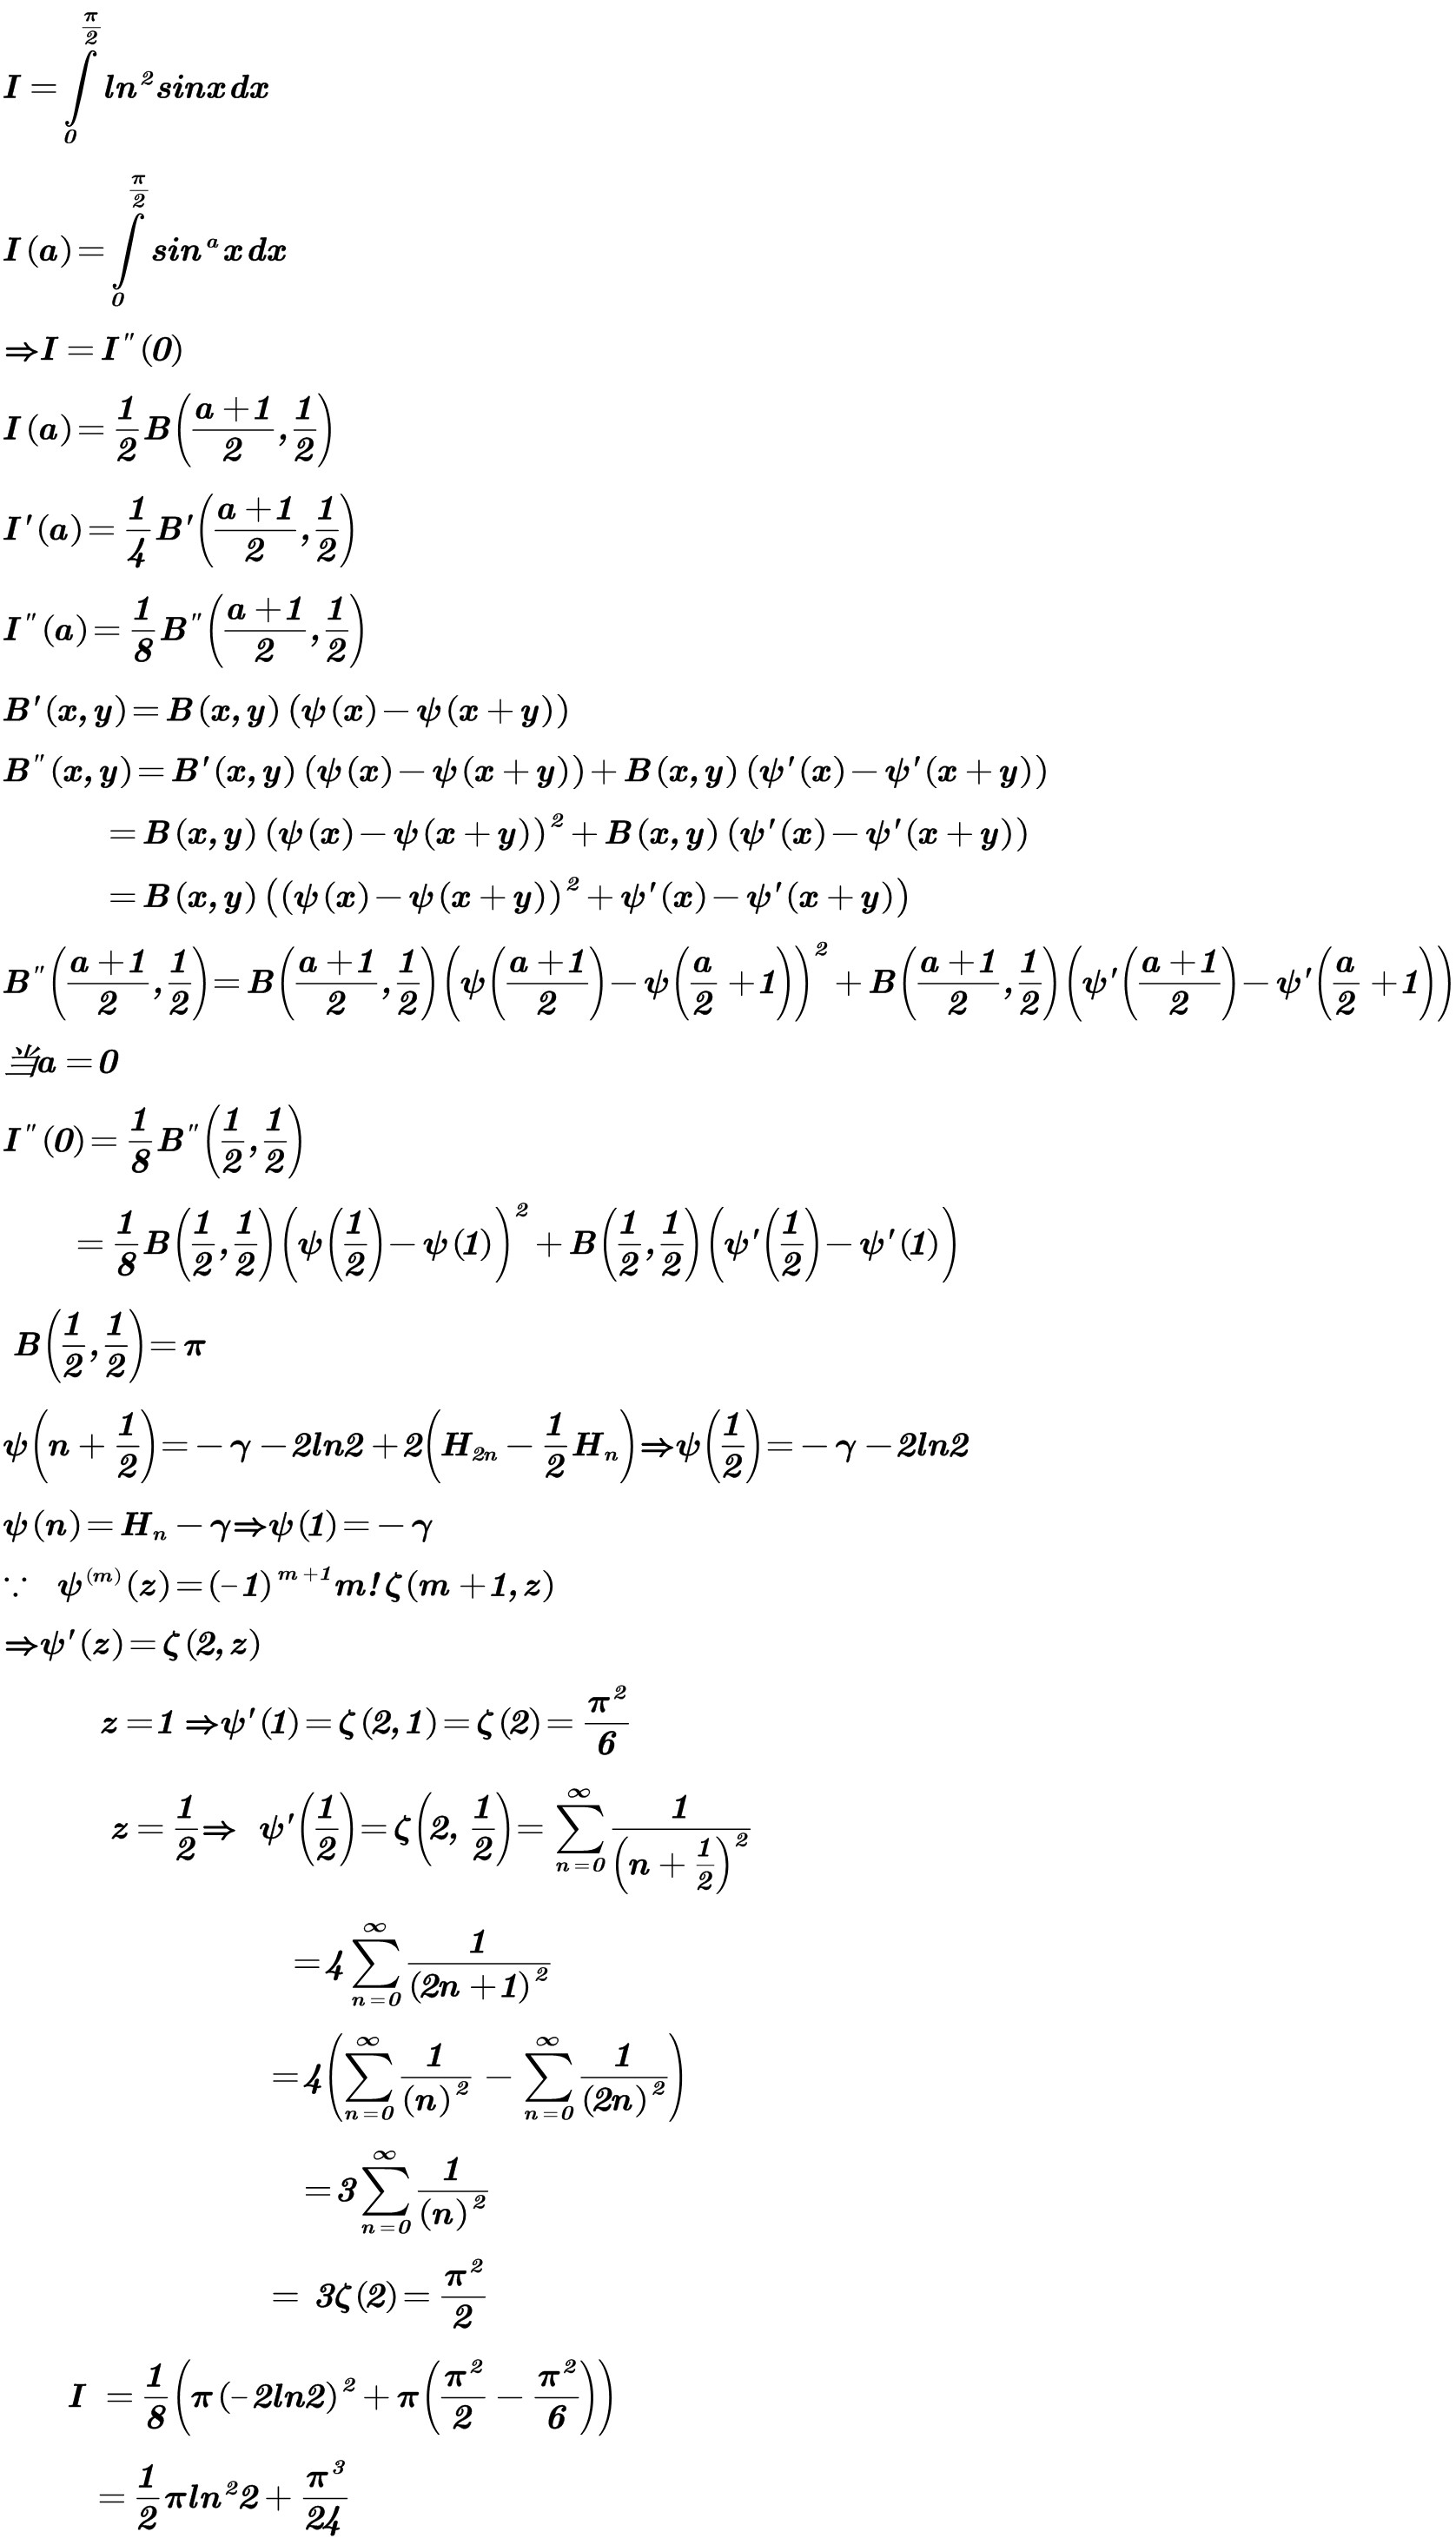 I = ∫₀^{π/2} ln²sinx dx
I(a) = ∫₀^{π/2} sin^a x dx
⇒ I = I″(0)
I(a) = 1/2 B((a+1)/2, 1/2)
I′(a) = 1/4 B′((a+1)/2, 1/2)
I″(a) = 1/8 B″((a+1)/2, 1/2)
B′(x, y) = B(x, y)(ψ(x) − ψ(x + y))
B″(x, y) = B′(x, y)(ψ(x) − ψ(x + y)) + B(x, y)(ψ′(x) − ψ′(x + y))
= B(x, y)(ψ(x) − ψ(x + y))² + B(x, y)(ψ′(x) − ψ′(x + y))
= B(x, y)((ψ(x) − ψ(x + y))² + ψ′(x) − ψ′(x + y))
B″((a+1)/2, 1/2) = B((a+1)/2, 1/2)(ψ((a+1)/2) − ψ(a/2 + 1))² + B((a+1)/2, 1/2)(ψ′((a+1)/2) − ψ′(a/2 + 1))
当a = 0
I″(0) = 1/8 B″(1/2, 1/2)
= 1/8 B(1/2, 1/2)(ψ(1/2) − ψ(1))² + B(1/2, 1/2)(ψ′(1/2) − ψ′(1))
B(1/2, 1/2) = π
ψ(n + 1/2) = − γ − 2ln2 + 2(H₂ₙ − 1/2 Hₙ) ⇒ ψ(1/2) = − γ − 2ln2
ψ(n) = Hₙ − γ ⇒ ψ(1) = − γ
∵ ψ^(m)(z) = (−1)^{m+1} m! ζ(m + 1, z)
⇒ ψ′(z) = ζ(2, z)
z = 1 ⇒ ψ′(1) = ζ(2, 1) = ζ(2) = π²/6
z = 1/2 ⇒ ψ′(1/2) = ζ(2, 1/2) = ∑_{n=0}^{∞} 1/(n + 1/2)²
= 4 ∑_{n=0}^{∞} 1/(2n + 1)²
= 4(∑_{n=0}^{∞} 1/(n)² − ∑_{n=0}^{∞} 1/(2n)²)
= 3 ∑_{n=0}^{∞} 1/(n)²
= 3ζ(2) = π²/2
I = 1/8 (π(−2ln2)² + π(π²/2 − π²/6))
= 1/2 πln²2 + π³/24